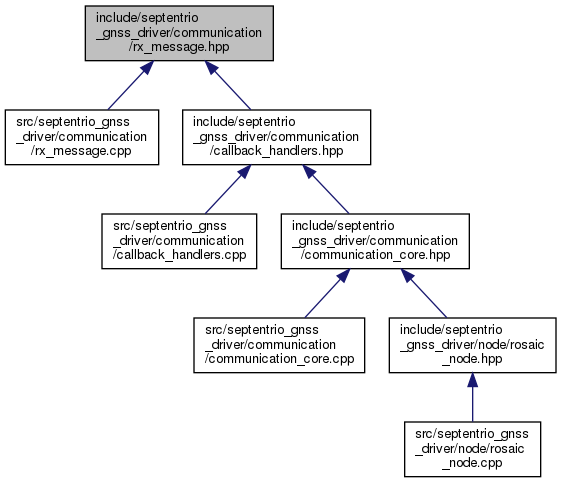 include/septentrio
_gnss_driver/communication
/rx_message.hpp
src/septentrio_gnss
_driver/communication
/rx_message.cpp
include/septentrio
_gnss_driver/communication
/callback_handlers.hpp
src/septentrio_gnss
_driver/communication
/callback_handlers.cpp
include/septentrio
_gnss_driver/communication
/communication_core.hpp
src/septentrio_gnss
_driver/communication
/communication_core.cpp
include/septentrio
_gnss_driver/node/rosaic
_node.hpp
src/septentrio_gnss
_driver/node/rosaic
_node.cpp